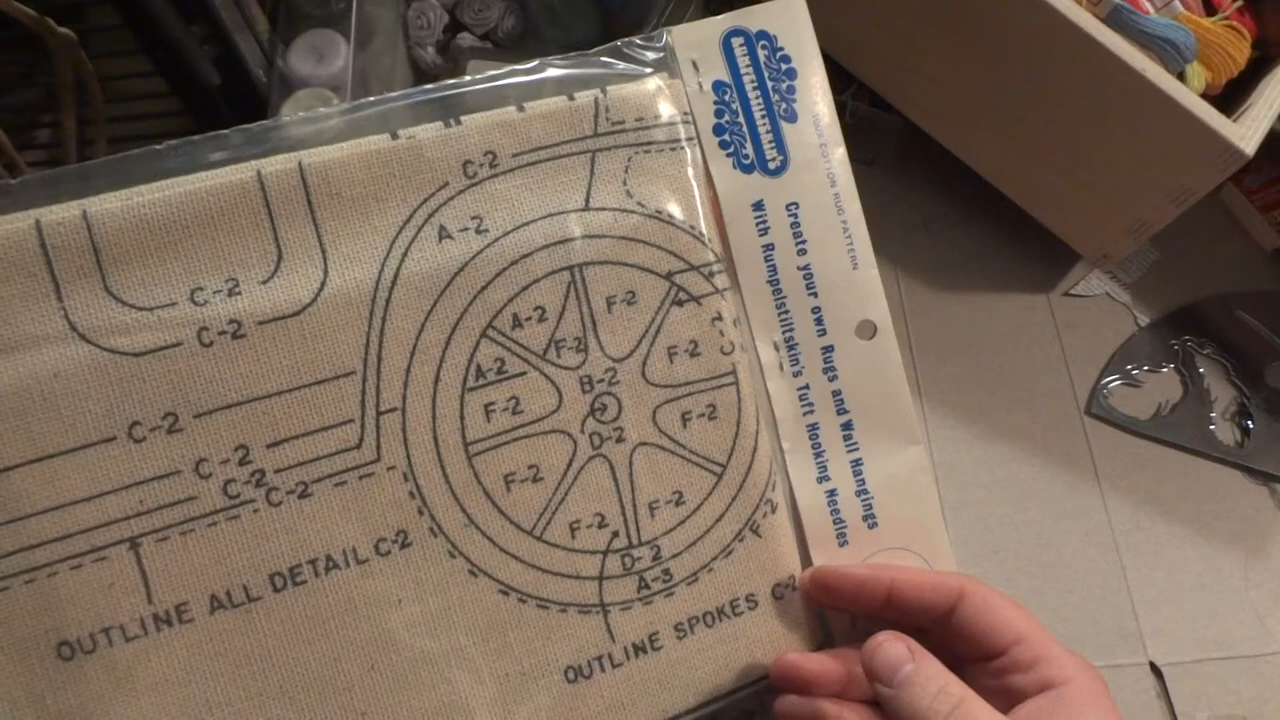 RUMPELSTILTSKIN'S
100% COTTON RUG PATTERN
Create your own Rugs and Wall Hangings
With Rumpelstiltskin's Tuft Hooking Needles
C-2
A-2
C-2
C-2
A-2
F-2
F-2
C-2
A-2
F-2
B-2
F-2
F-2
D-2
C-2
C-2
C-2
C-2
F-2
F-2
F-2
F-2
D-2
A-3
OUTLINE ALL DETAIL C-2
OUTLINE SPOKES C-2